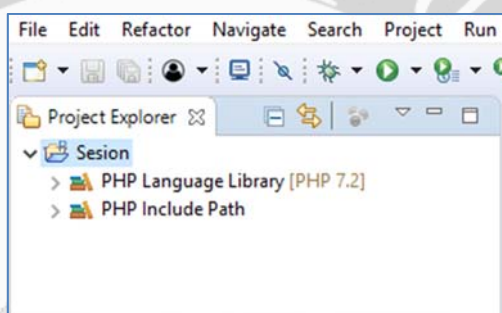 File Edit Refactor Navigate Search Project Run
Project Explorer
Sesion
PHP Language Library [PHP 7.2]
PHP Include Path